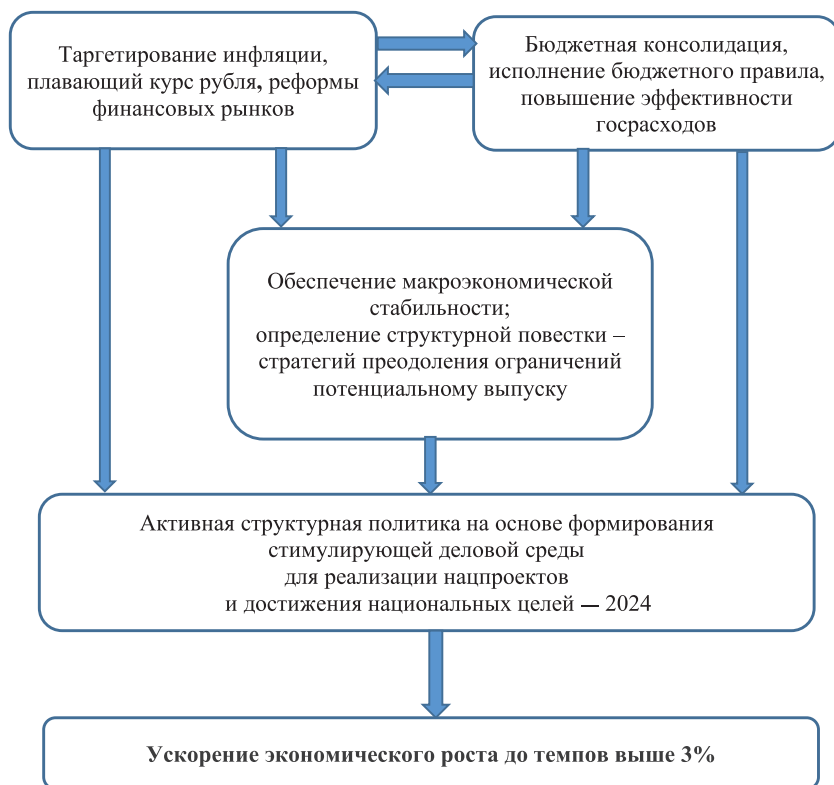 Таргетирование инфляции,
плавающий курс рубля, реформы
финансовых рынков
Бюджетная консолидация,
исполнение бюджетного правила,
повышение эффективности
госрасходов
Обеспечение макроэкономической
стабильности;
определение структурной повестки –
стратегий преодоления ограничений
потенциальному выпуску
Активная структурная политика на основе формирования
стимулирующей деловой среды
для реализации нацпроектов
и достижения национальных целей — 2024
Ускорение экономического роста до темпов выше 3%